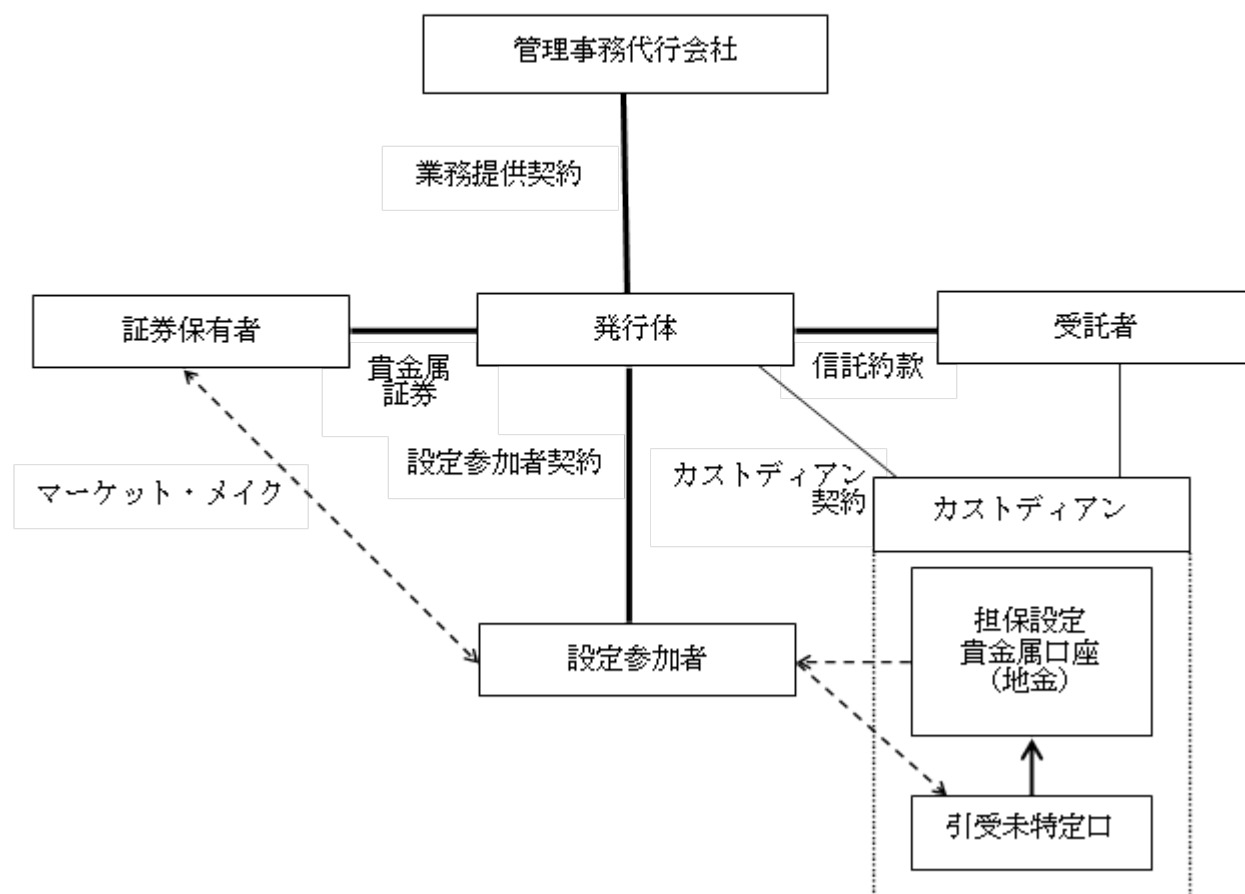 管理事務代行会社
業務提供契約
証券保有者
発行体
受託者
貴金属
証券
信託約款
設定参加者契約
マーケット・メイク
カストディアン
契約
カストディアン
設定参加者
担保設定
貴金属口座
（地金）
引受未特定口